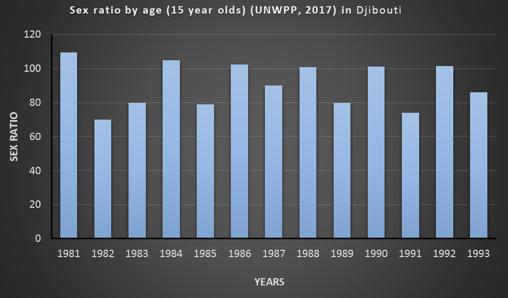 Sex ratio by age (15 year olds) (UNWPP, 2017) in Djibouti
120
100
80
60
40
20
0
SEX RATIO
1981 1982 1983 1984 1985 1986 1987 1988 1989 1990 1991 1992 1993
YEARS